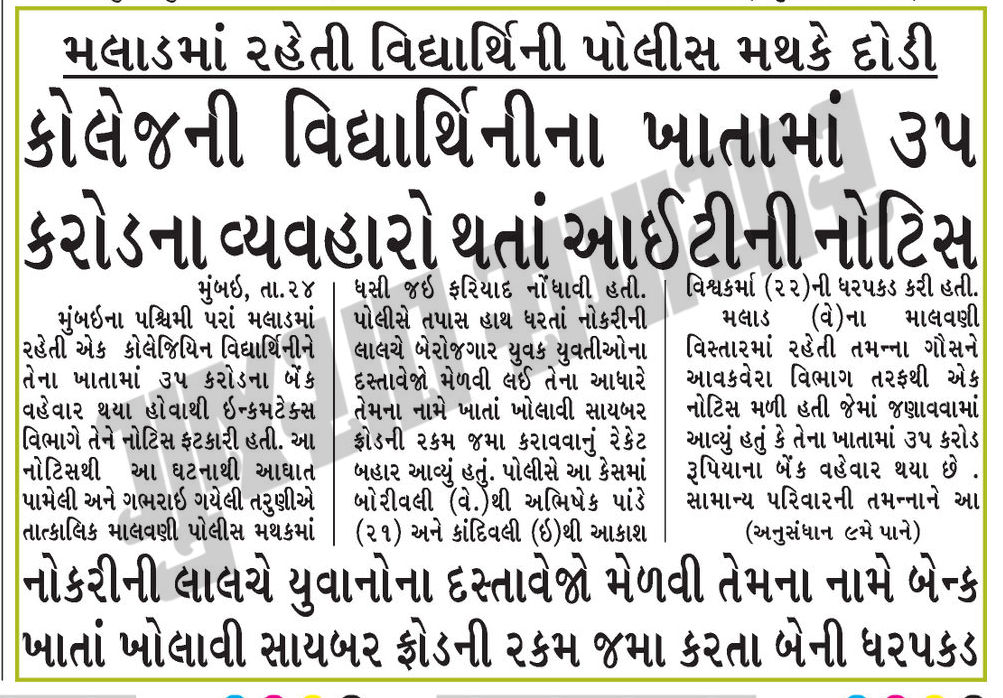 મલાડમાં રહેતી વિદ્યાર્થિની પોલીસ મથકે દોડી
કોલેજની વિદ્યાર્થિનીના ખાતામાં ૩૫
કરોડના વ્યવહારો થતાં આઈટીની નોટિસ
મુંબઇ, તા.૨૪
મુંબઇના પશ્ચિમી પરાં મલાડમાં
રહેતી એક કોલેજિયિન વિદ્યાર્થિનીને
તેના ખાતામાં ૩૫ કરોડના બેંક
વહેવાર થયા હોવાથી ઇન્કમટેક્સ
વિભાગે તેને નોટિસ ફટકારી હતી. આ
નોટિસથી આ ઘટનાથી આઘાત
પામેલી અને ગભરાઇ ગયેલી તરુણીએ
તાત્કાલિક માલવણી પોલીસ મથકમાં
ધસી જઇ ફરિયાદ નોંધાવી હતી.
પોલીસે તપાસ હાથ ધરતાં નોકરીની
લાલચે બેરોજગાર યુવક યુવતીઓના
દસ્તાવેજો મેળવી લઈ તેના આધારે
તેમના નામે ખાતાં ખોલાવી સાયબર
ફ્રોડની રકમ જમા કરાવવાનું રેકેટ
બહાર આવ્યું હતું. પોલીસે આ કેસમાં
બોરીવલી (વે.)થી અભિષેક પાંડે
(૨૧) અને કાંદિવલી (ઇ)થી આકાશ
વિશ્વકર્મા (૨૨)ની ધરપકડ કરી હતી.
મલાડ (વે)ના માલવણી
વિસ્તારમાં રહેતી તમન્ના ગૌસને
આવકવેરા વિભાગ તરફથી એક
નોટિસ મળી હતી જેમાં જણાવવામાં
આવ્યું હતું કે તેના ખાતામાં ૩૫ કરોડ
રૂપિયાના બેંક વહેવાર થયા છે .
સામાન્ય પરિવારની તમન્નાને આ
(અનુસંધાન ૯મે પાને)
નોકરીની લાલચે યુવાનોના દસ્તાવેજો મેળવી તેમના નામે બેન્ક
ખાતાં ખોલાવી સાયબર ફ્રોડની રકમ જમા કરતા બેની ધરપકડ